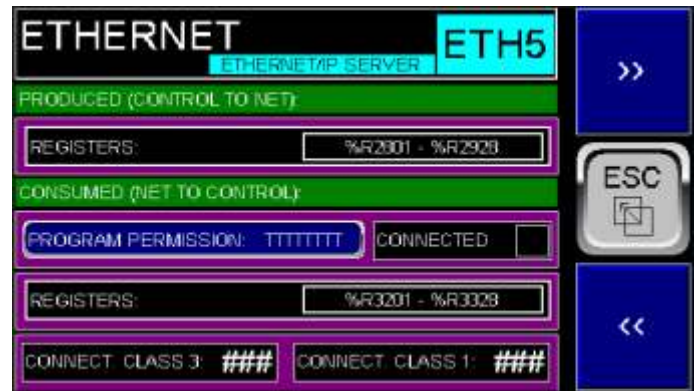 ETHERNET
ETH5
ETHERNET/IP SERVER
>>
PRODUCED (CONTROL TO NET):
REGISTERS: %R2801 - %R2928
ESC
CONSUMED (NET TO CONTROL):
PROGRAM PERMISSION: TTTTTTTT CONNECTED
REGISTERS: %R3201 - %R3328
<<
CONNECT. CLASS 3: ### CONNECT. CLASS 1: ###